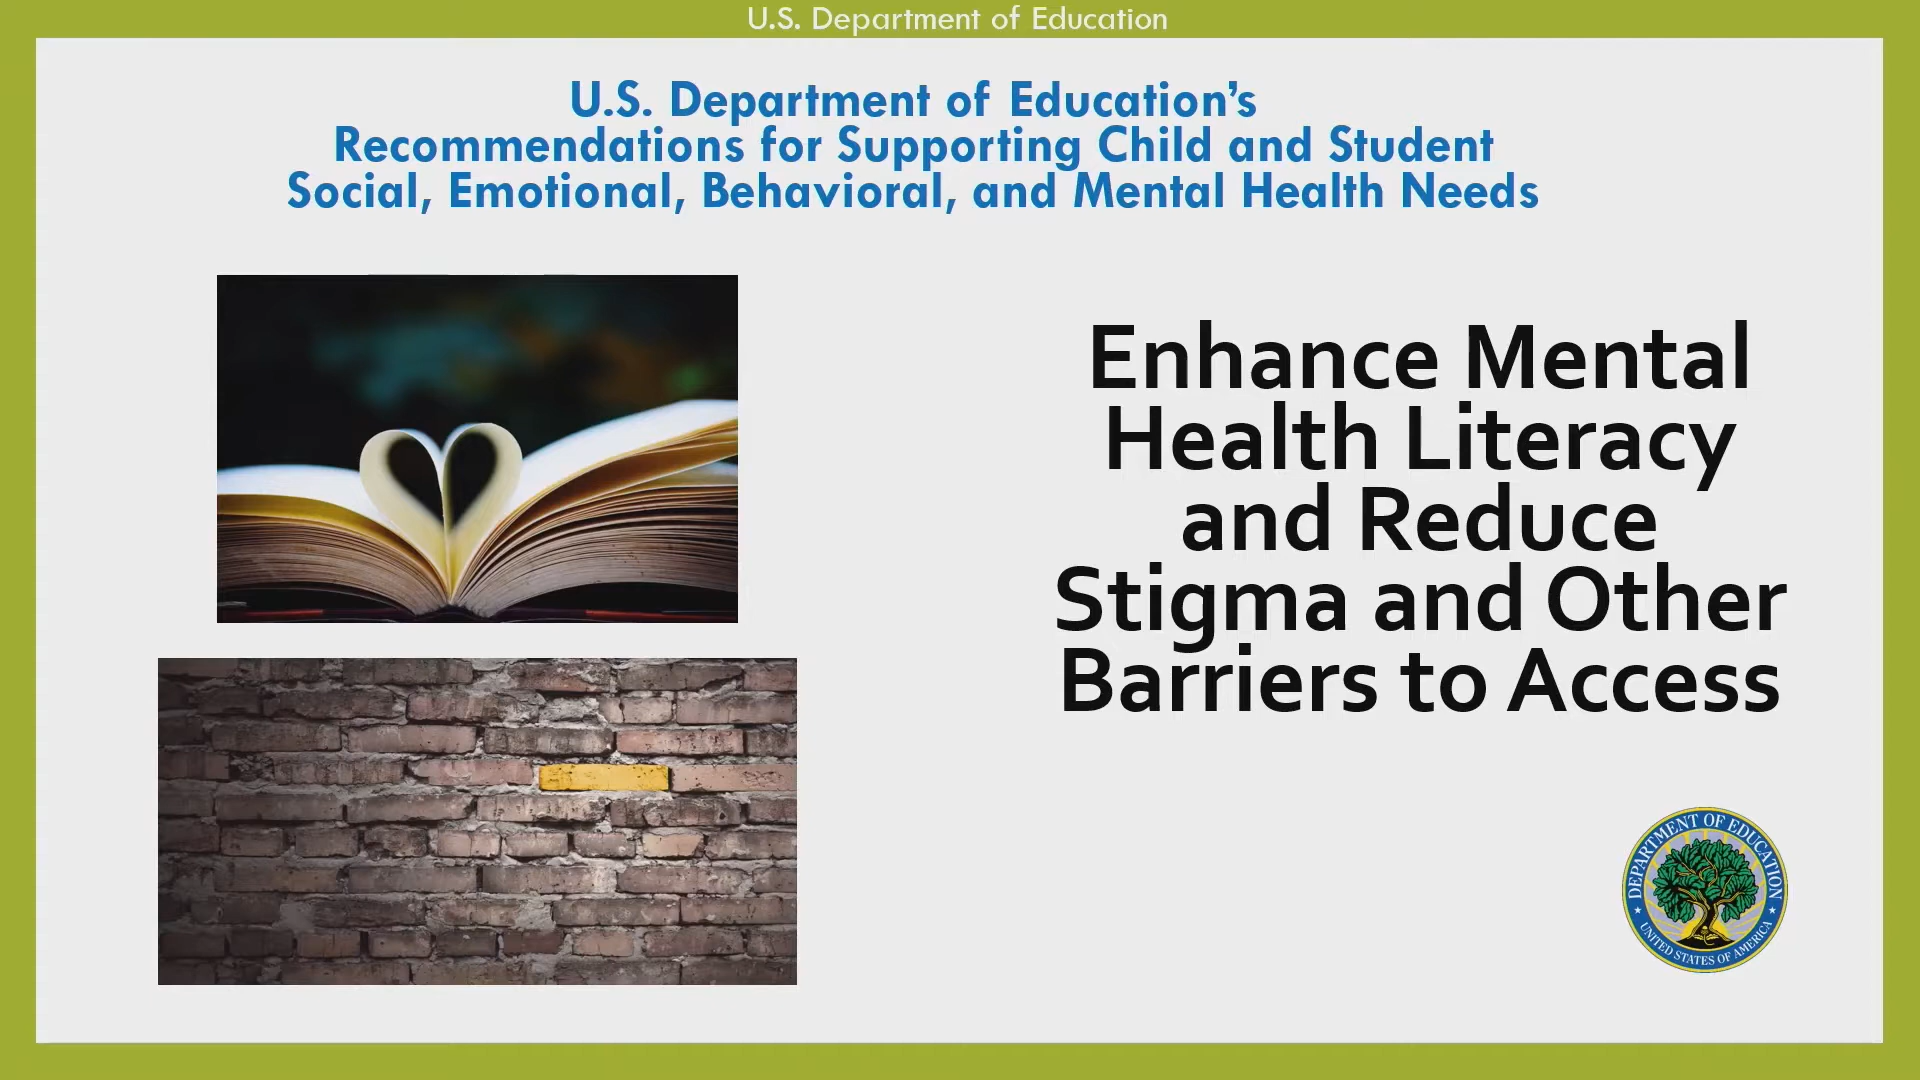 U.S. Department of Education
U.S. Department of Education’s
Recommendations for Supporting Child and Student
Social, Emotional, Behavioral, and Mental Health Needs
Enhance Mental
Health Literacy
and Reduce
Stigma and Other
Barriers to Access
DEPARTMENT OF EDUCATION
UNITED STATES OF AMERICA